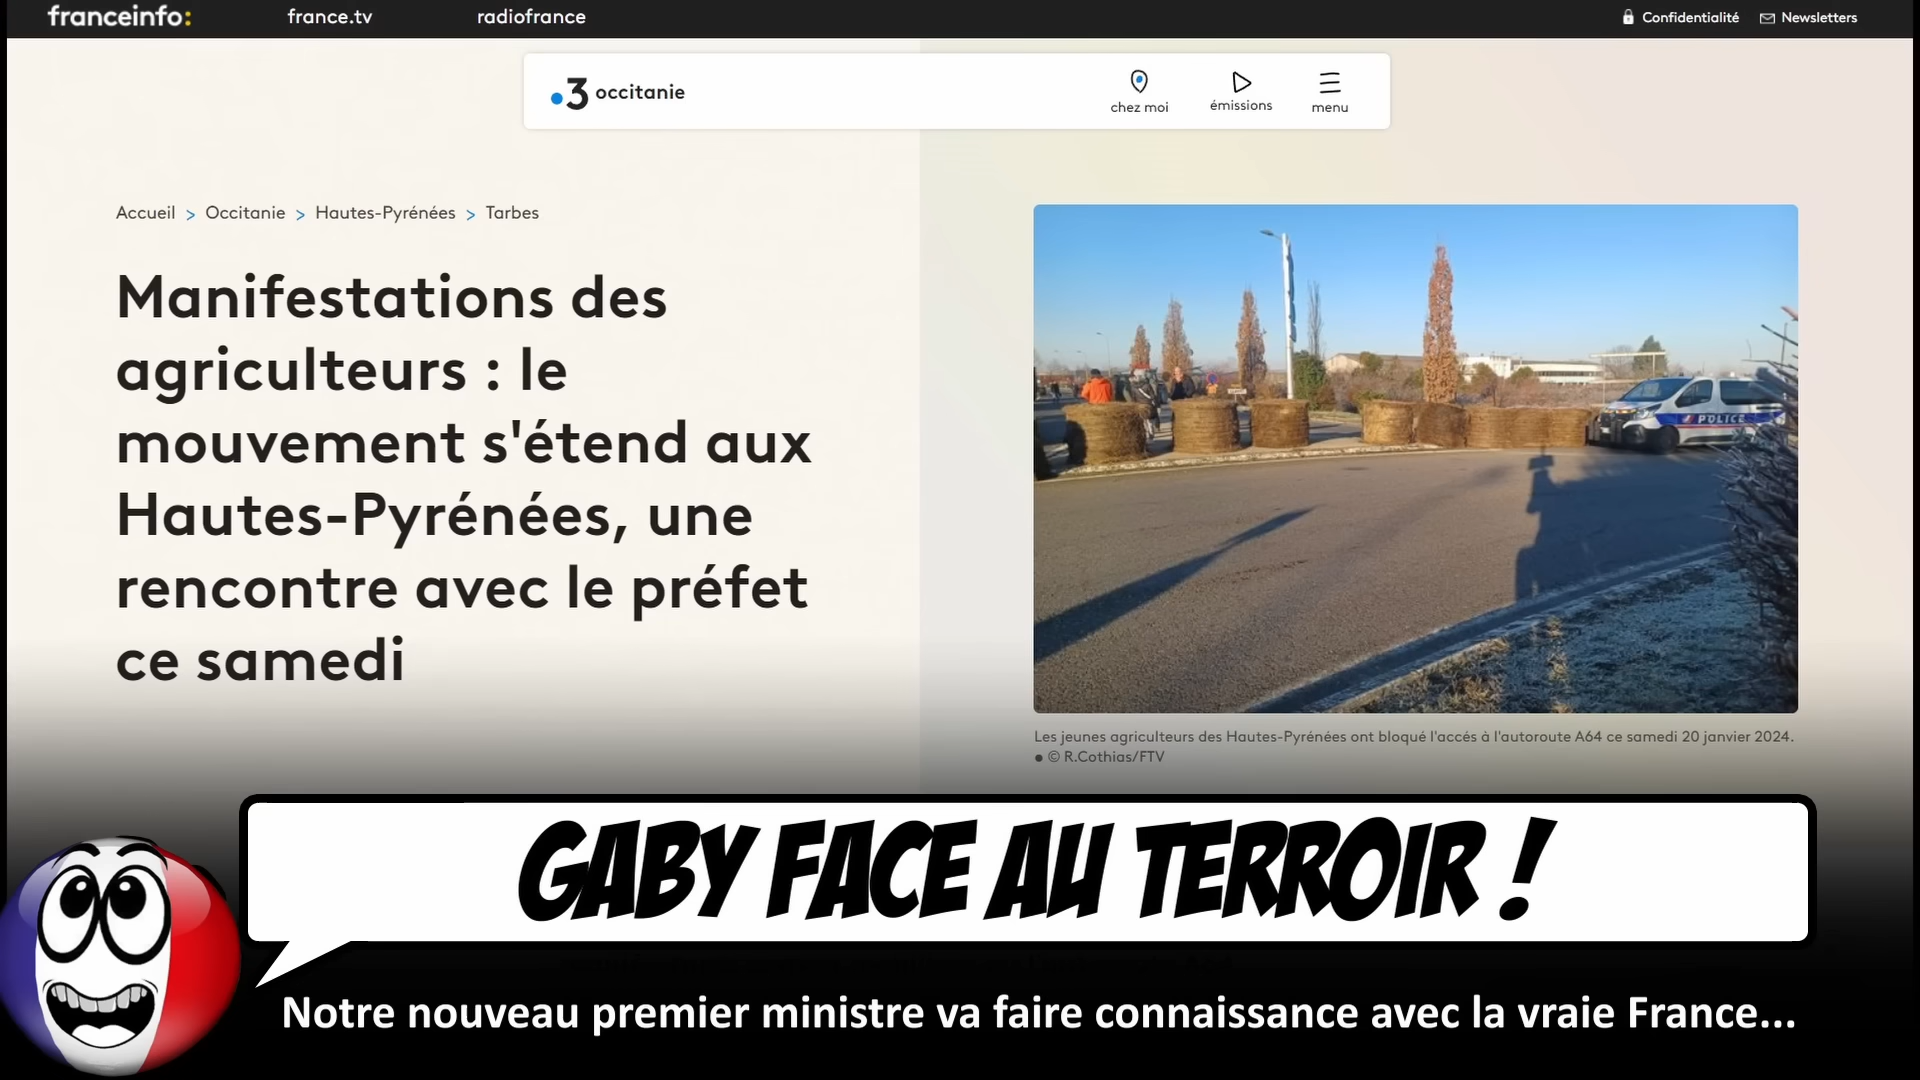 franceinfo:
france.tv
radiofrance
Confidentialité
Newsletters
3 occitanie
chez moi
émissions
menu
Accueil > Occitanie > Hautes-Pyrénées > Tarbes
Manifestations des
agriculteurs : le
mouvement s'étend aux
Hautes-Pyrénées, une
rencontre avec le préfet
ce samedi
POLICE
Les jeunes agriculteurs des Hautes-Pyrénées ont bloqué l'accés à l'autoroute A64 ce samedi 20 janvier 2024.
● © R.Cothias/FTV
GABY FACE AU TERROIR !
Notre nouveau premier ministre va faire connaissance avec la vraie France...